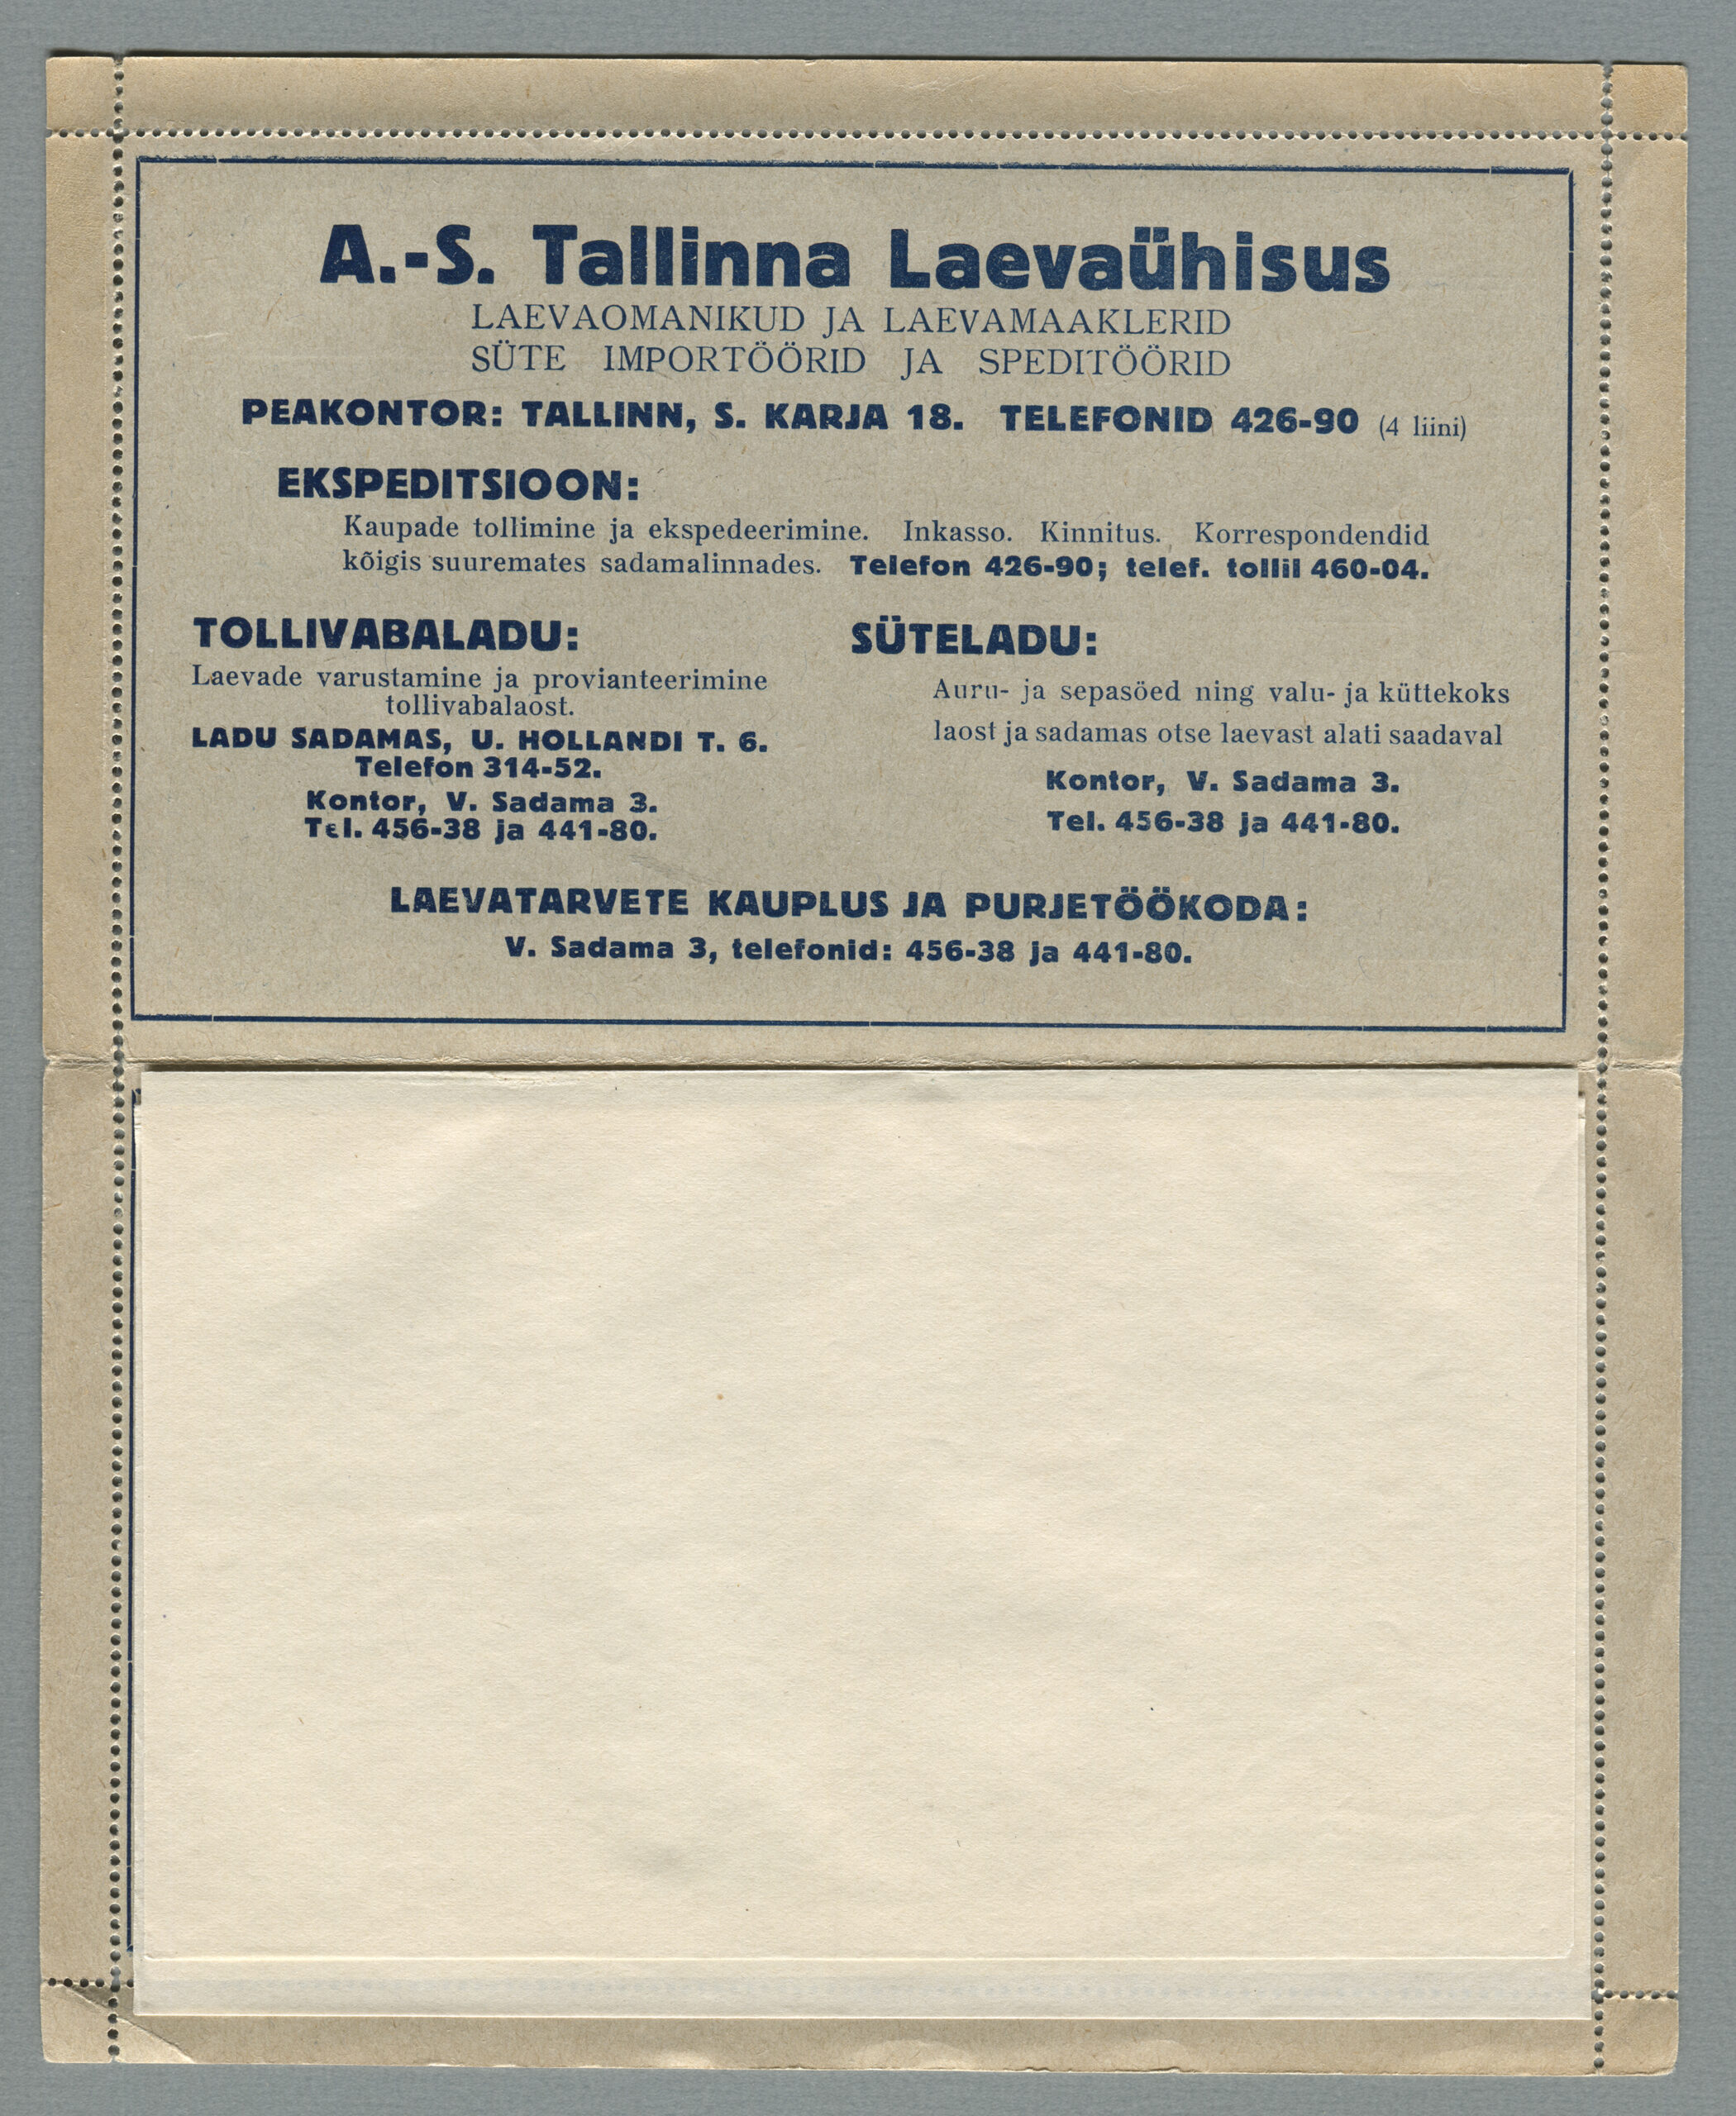 A.-S. Tallinna Laevaühisus
LAEVAOMANIKUD JA LAEVAMAAKLERID
SÜTE IMPORTÖÖRID JA SPEDITÖÖRID
PEAKONTOR: TALLINN, S. KARJA 18. TELEFONID 426-90 (4 liini)
EKSPEDITSIOON:
Kaupade tollimine ja ekspedeerimine. Inkasso. Kinnitus. Korrespondendid
kõigis suuremates sadamalinnades. Telefon 426-90; telef. tollil 460-04.
TOLLIVABALADU:
Laevade varustamine ja provianteerimine
tollivabalaost.
LADU SADAMAS, U. HOLLANDI T. 6.
Telefon 314-52.
Kontor, V. Sadama 3.
Tel. 456-38 ja 441-80.
SÜTELADU:
Auru- ja sepasöed ning valu- ja küttekoks
laost ja sadamas otse laevast alati saadaval
Kontor, V. Sadama 3.
Tel. 456-38 ja 441-80.
LAEVATARVETE KAUPLUS JA PURJETÖÖKODA:
V. Sadama 3, telefonid: 456-38 ja 441-80.